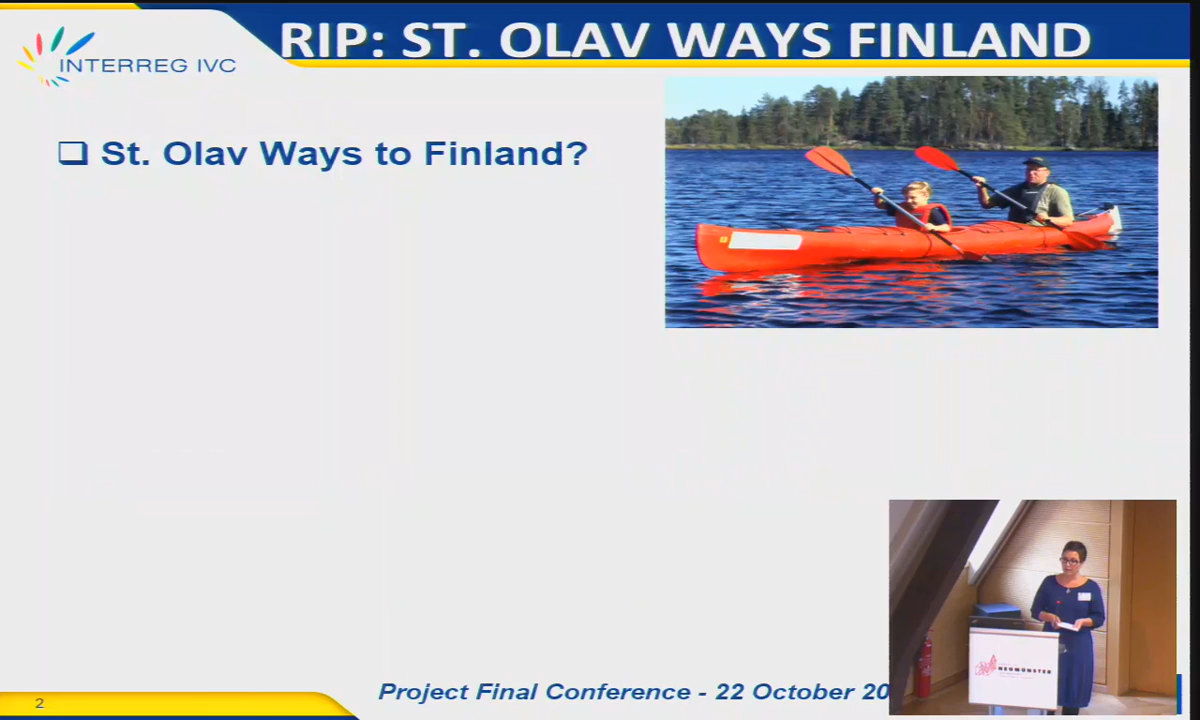 RIP: ST. OLAV WAYS FINLAND
INTERREG IVC
St. Olav Ways to Finland?
NEUMÜNSTER
2
Project Final Conference - 22 October 20